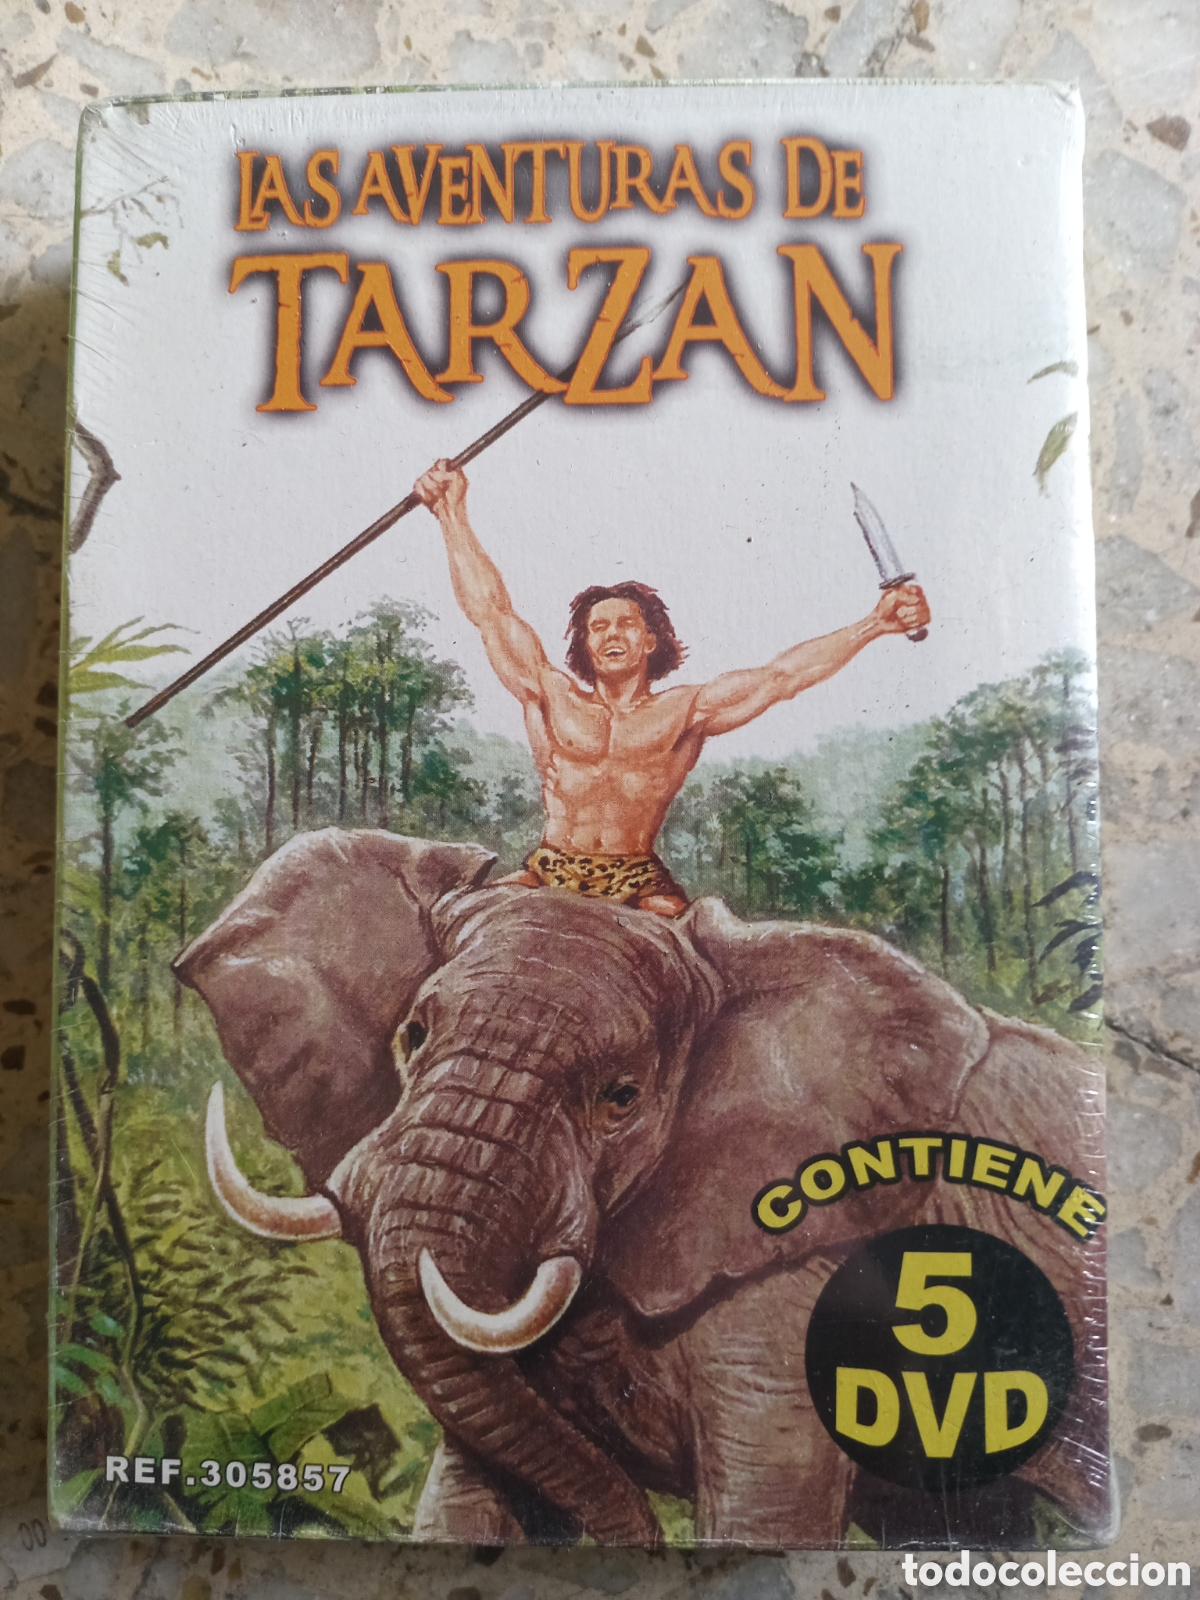 LAS AVENTURAS DE
TARZAN
CONTIENE
5
DVD
REF.305857
todocoleccion